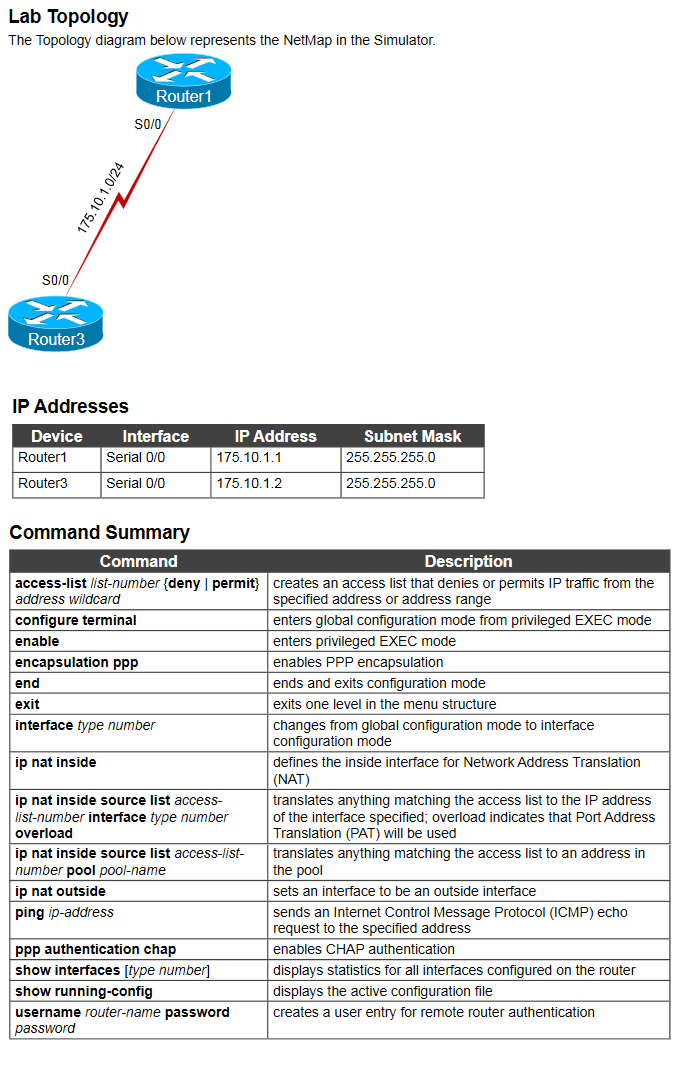 Lab Topology
The Topology diagram below represents the NetMap in the Simulator.
Router1
S0/0
175.10.1.0/24
S0/0
Router3
IP Addresses
Device Interface IP Address Subnet Mask
Router1 Serial 0/0 175.10.1.1 255.255.255.0
Router3 Serial 0/0 175.10.1.2 255.255.255.0
Command Summary
Command Description
access-list list-number {deny | permit} creates an access list that denies or permits IP traffic from the
address wildcard specified address or address range
configure terminal enters global configuration mode from privileged EXEC mode
enable enters privileged EXEC mode
encapsulation ppp enables PPP encapsulation
end ends and exits configuration mode
exit exits one level in the menu structure
interface type number changes from global configuration mode to interface
configuration mode
ip nat inside defines the inside interface for Network Address Translation
(NAT)
ip nat inside source list access- translates anything matching the access list to the IP address
list-number interface type number of the interface specified; overload indicates that Port Address
overload Translation (PAT) will be used
ip nat inside source list access-list- translates anything matching the access list to an address in
number pool pool-name the pool
ip nat outside sets an interface to be an outside interface
ping ip-address sends an Internet Control Message Protocol (ICMP) echo
request to the specified address
ppp authentication chap enables CHAP authentication
show interfaces [type number] displays statistics for all interfaces configured on the router
show running-config displays the active configuration file
username router-name password creates a user entry for remote router authentication
password